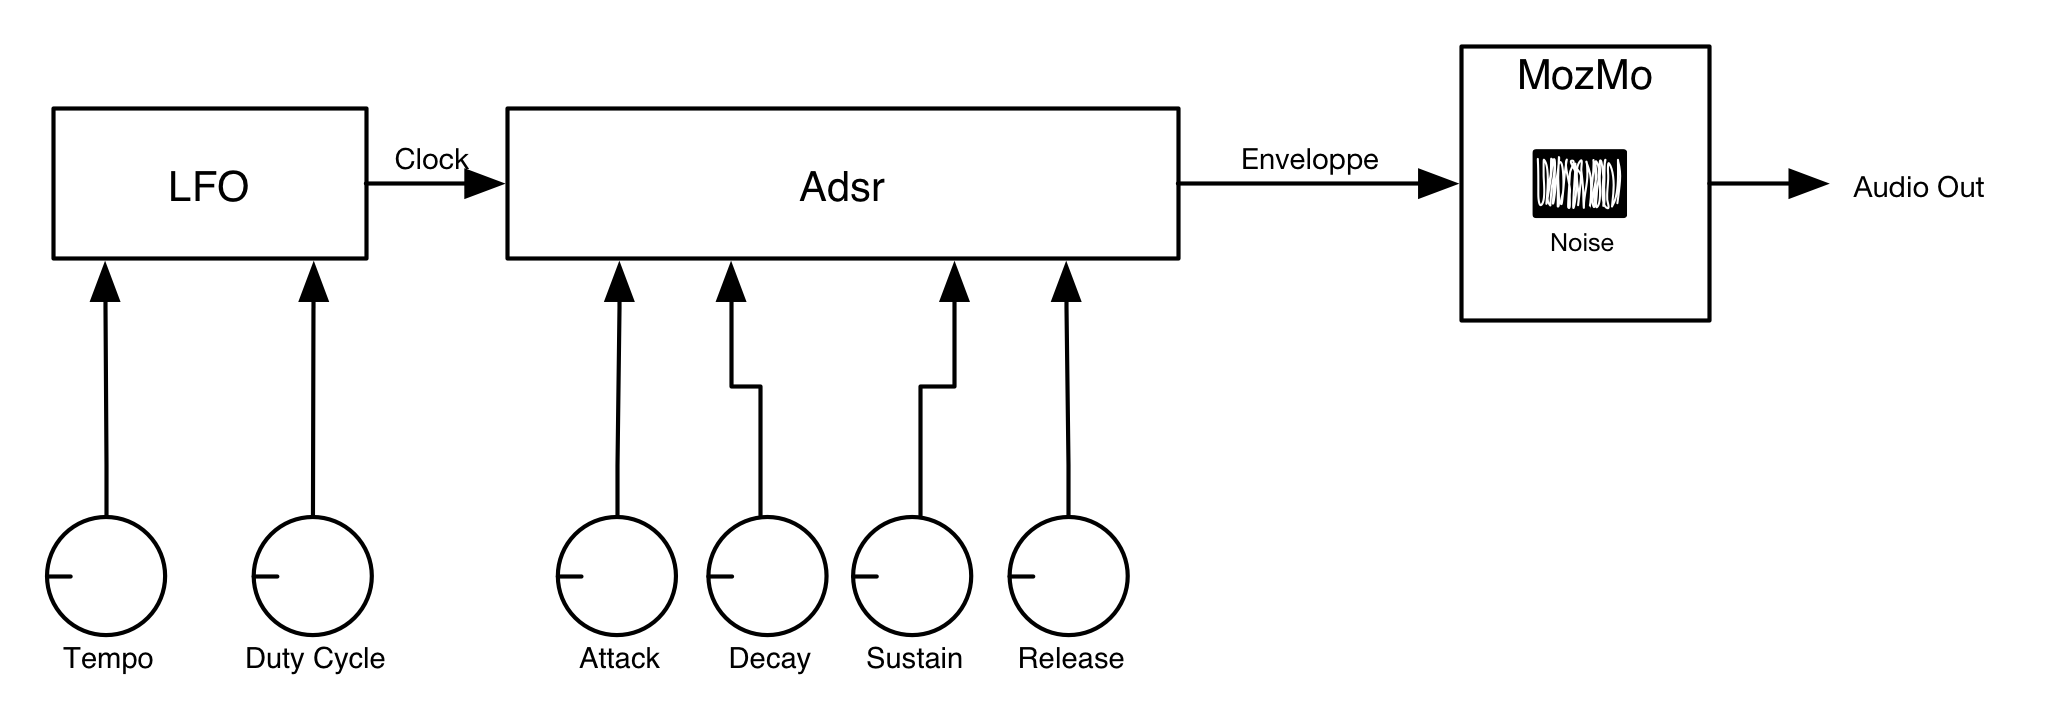 MozMo
LFO
Clock
Adsr
Enveloppe
Noise
Audio Out
Tempo
Duty Cycle
Attack
Decay
Sustain
Release